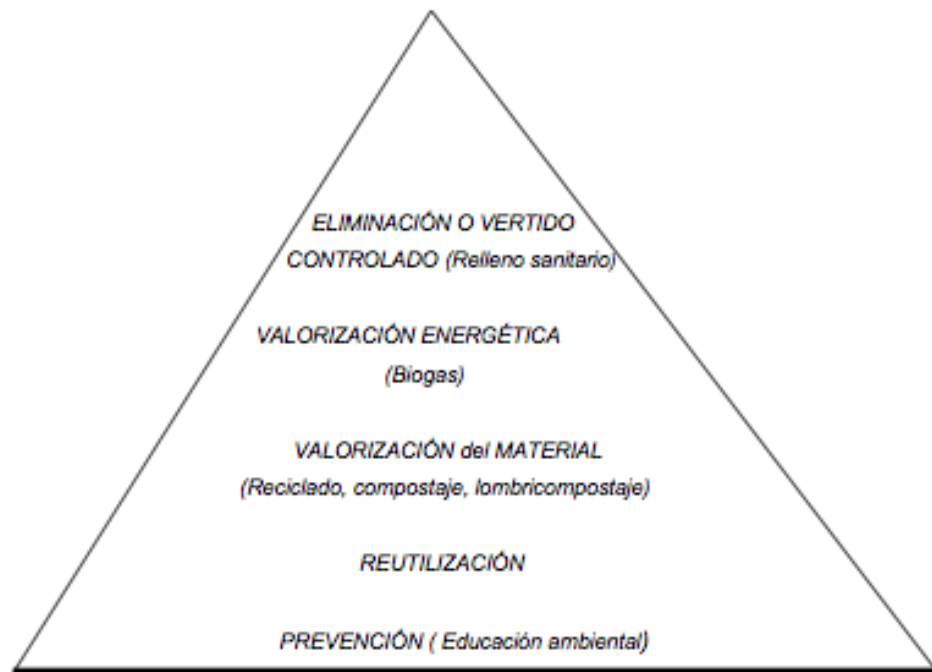 ELIMINACIÓN O VERTIDO
CONTROLADO (Relleno sanitario)
VALORIZACIÓN ENERGÉTICA
(Biogas)
VALORIZACIÓN del MATERIAL
(Reciclado, compostaje, lombricompostaje)
REUTILIZACIÓN
PREVENCIÓN ( Educación ambiental)